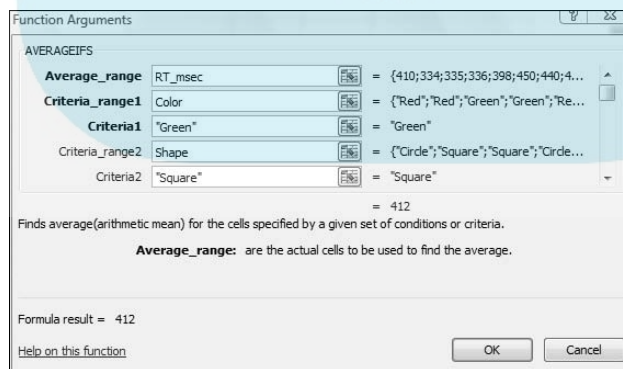 Function Arguments
AVERAGEIFS
Average_range RT_msec = {410;334;335;336;398;450;440;4...
Criteria_range1 Color = {"Red";"Red";"Green";"Green";"Re...
Criteria1 "Green" = "Green"
Criteria_range2 Shape = {"Circle";"Square";"Square";"Circle...
Criteria2 "Square" = "Square"
= 412
Finds average(arithmetic mean) for the cells specified by a given set of conditions or criteria.
Average_range: are the actual cells to be used to find the average.
Formula result = 412
Help on this function OK Cancel